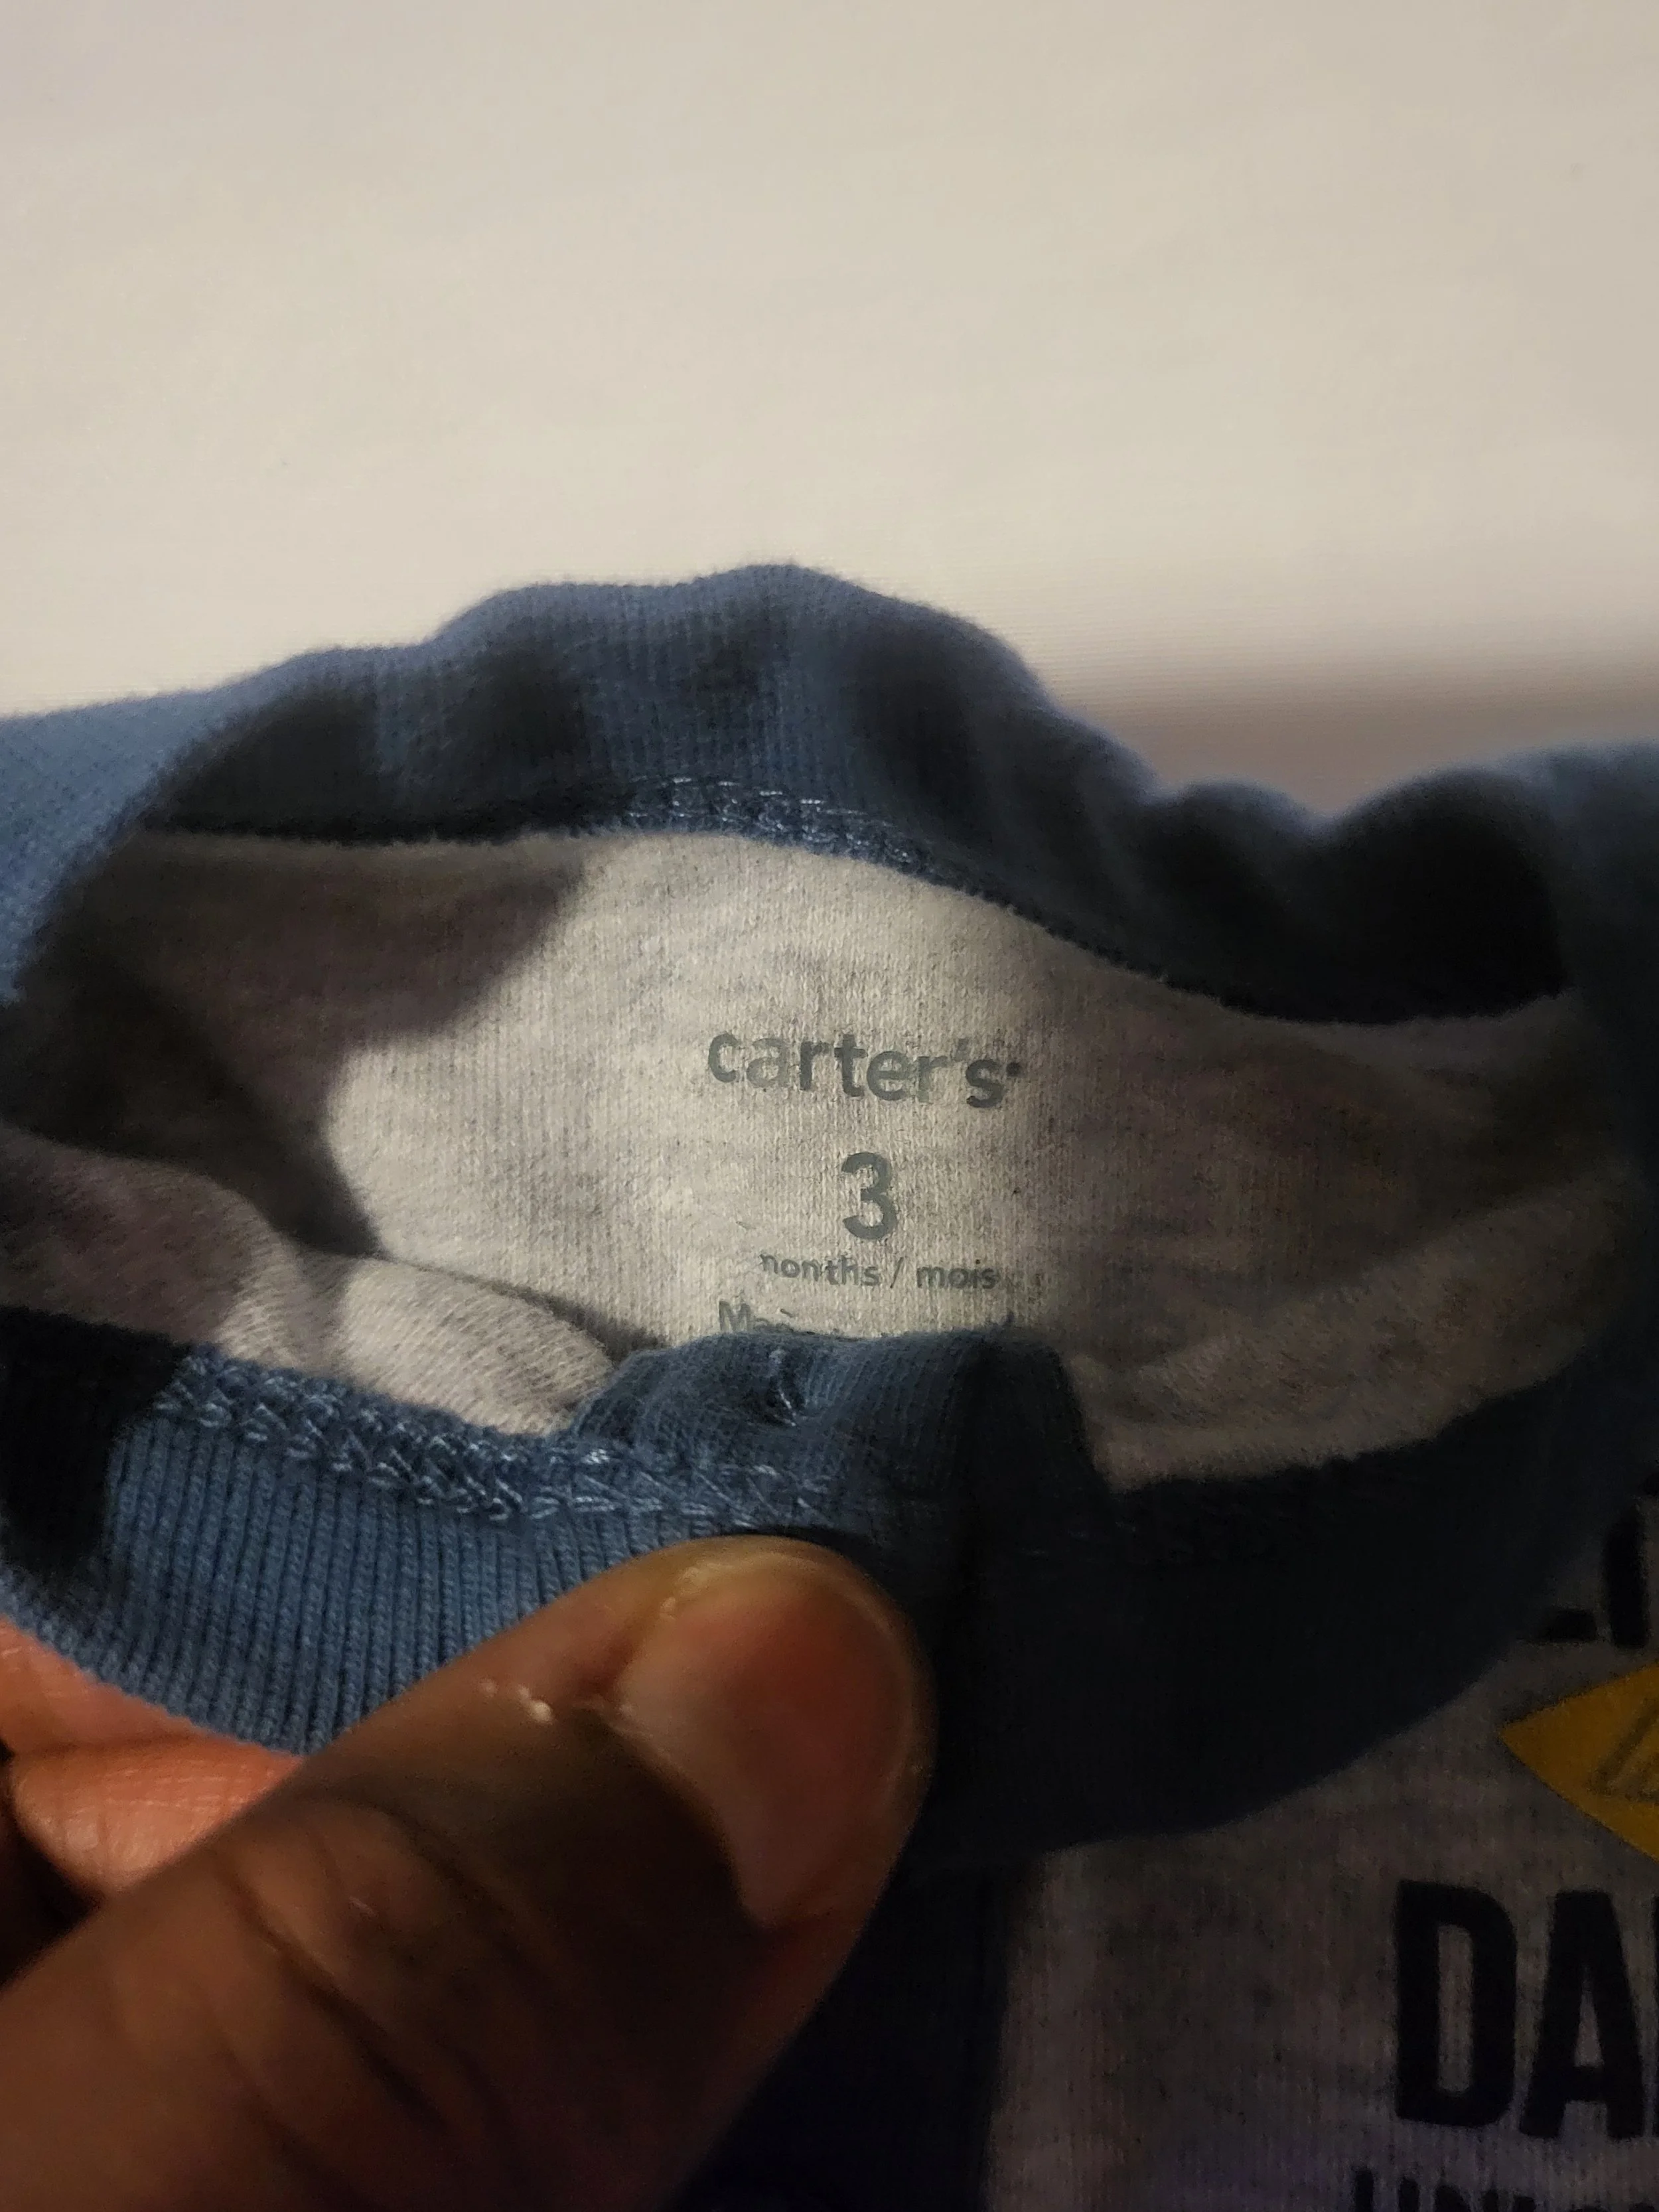 carter's
3
months / mois
DA